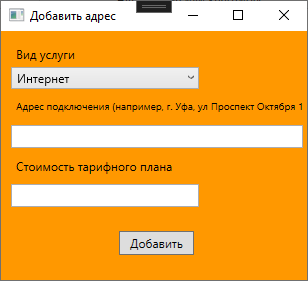 Добавить адрес
Вид услуги
Интернет
Адрес подключения (например, г. Уфа, ул Проспект Октября 1
Стоимость тарифного плана
Добавить